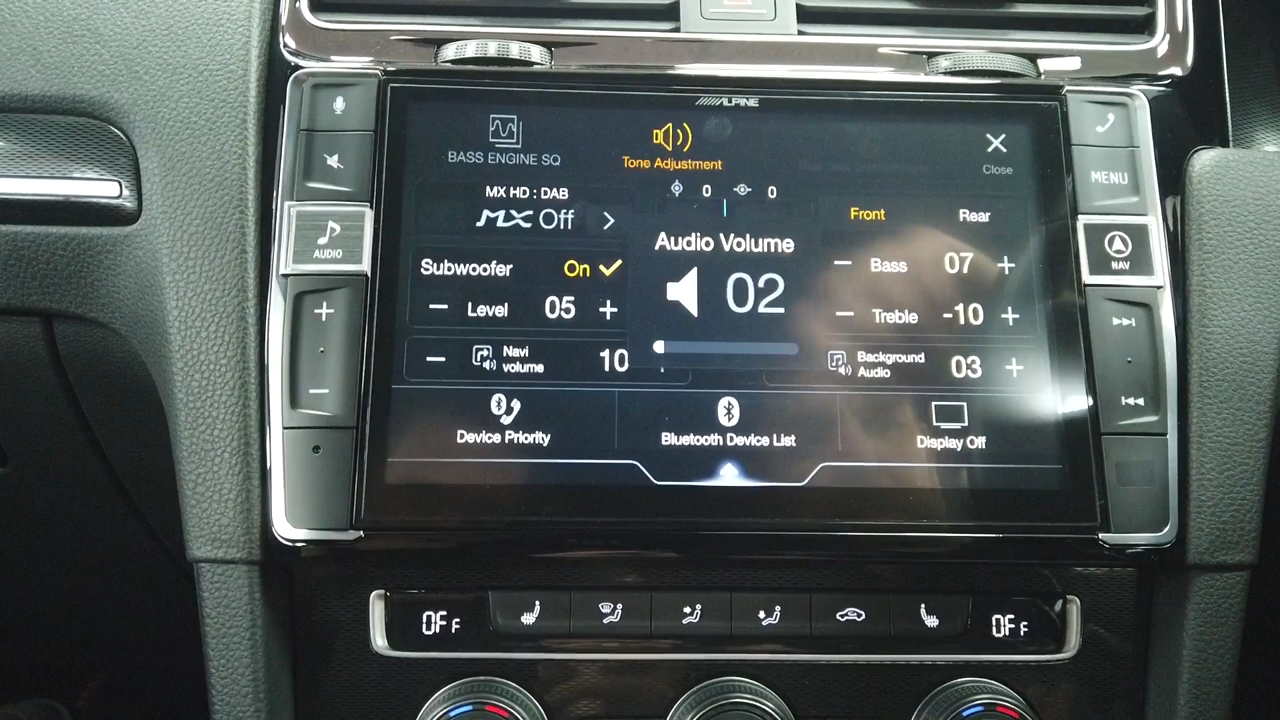 ALPINE
BASS ENGINE SQ
Tone Adjustment
Close
MX HD : DAB
MX Off
0 0
Front Rear
Audio Volume
02
Subwoofer On
Level 05
Bass 07
Treble -10
Navi
volume
10
Background
Audio
03
Device Priority
Bluetooth Device List
Display Off
AUDIO
MENU
NAV
OFF
OFF